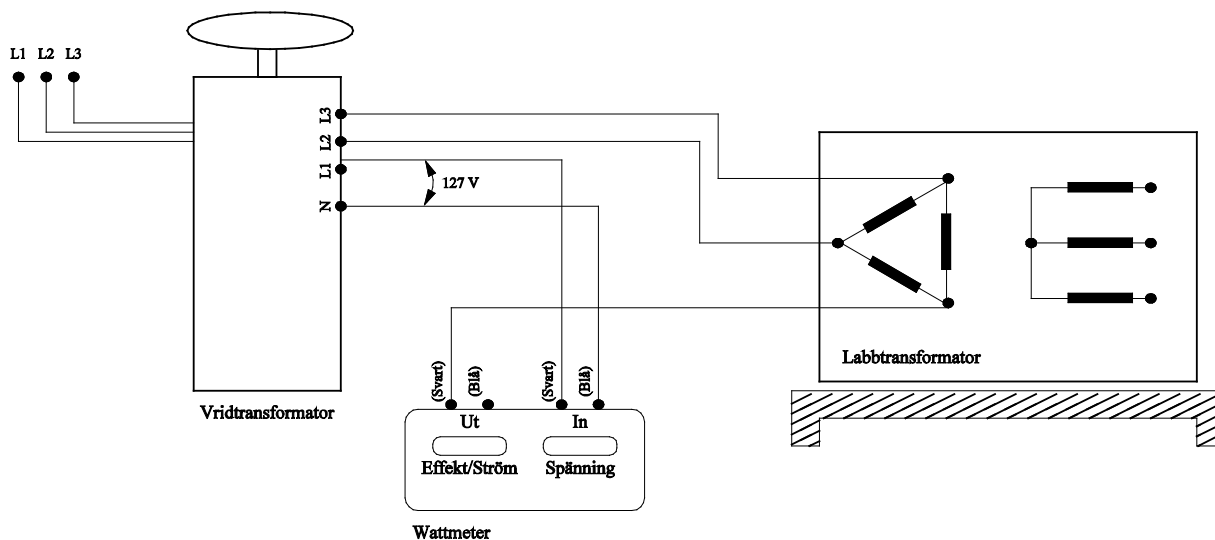 L1 L2 L3
L3
L2
L1
127 V
N
Labbtransformator
Vridtransformator
(Svart) (Blå) (Svart) (Blå)
Ut In
Effekt/Ström Spänning
Wattmeter